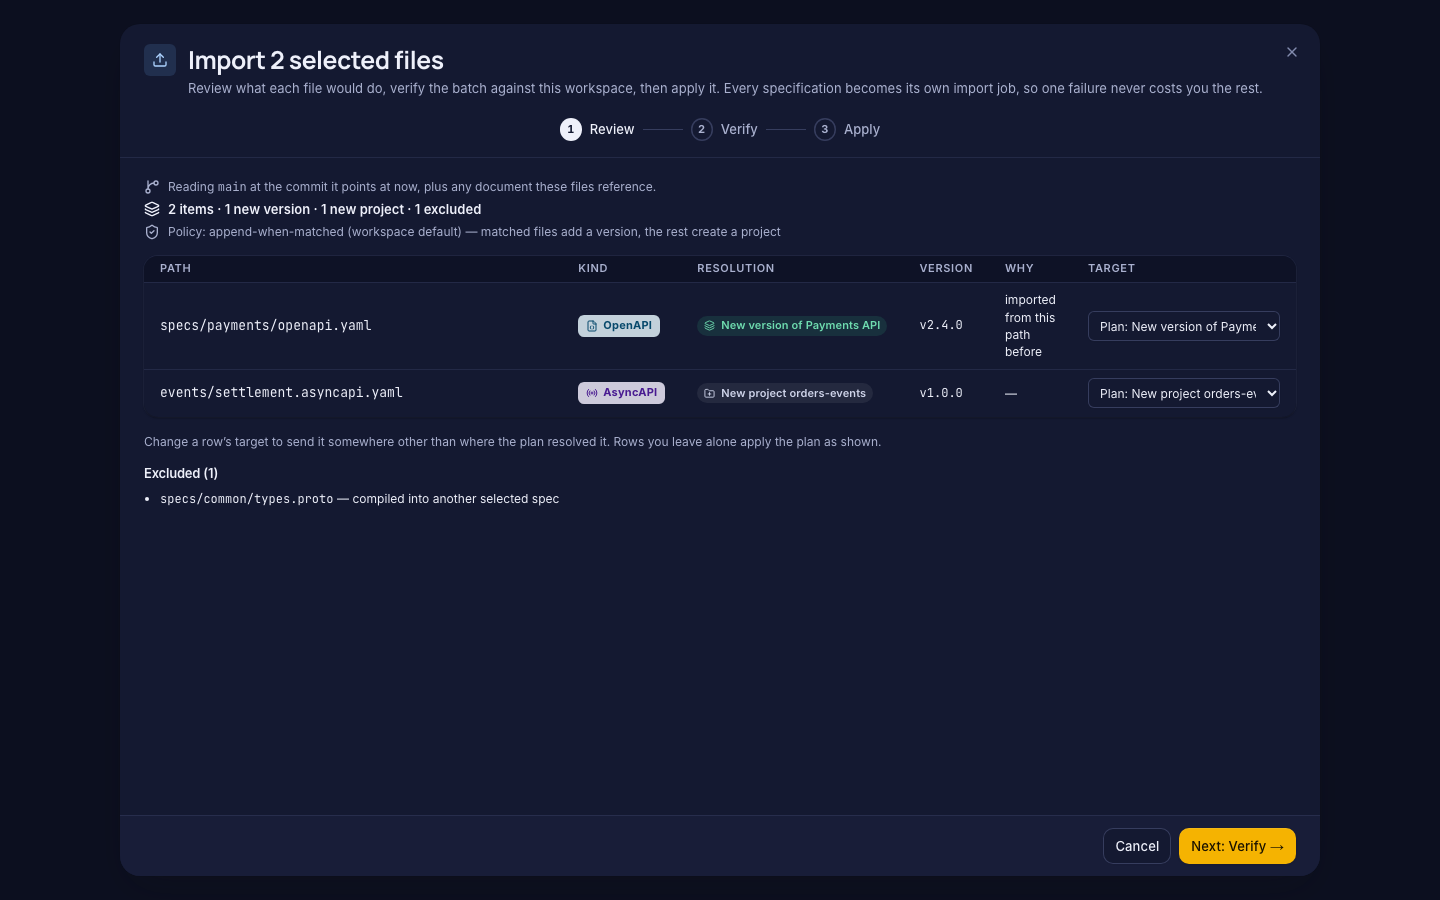 Import 2 selected files
Review what each file would do, verify the batch against this workspace, then apply it. Every specification becomes its own import job, so one failure never costs you the rest.
1 Review 2 Verify 3 Apply
Reading main at the commit it points at now, plus any document these files reference.
2 items · 1 new version · 1 new project · 1 excluded
Policy: append-when-matched (workspace default) — matched files add a version, the rest create a project
PATH KIND RESOLUTION VERSION WHY TARGET
specs/payments/openapi.yaml OpenAPI New version of Payments API v2.4.0 imported from this path before Plan: New version of Payme
events/settlement.asyncapi.yaml AsyncAPI New project orders-events v1.0.0 — Plan: New project orders-ev
Change a row’s target to send it somewhere other than where the plan resolved it. Rows you leave alone apply the plan as shown.
Excluded (1)
• specs/common/types.proto — compiled into another selected spec
Cancel Next: Verify →